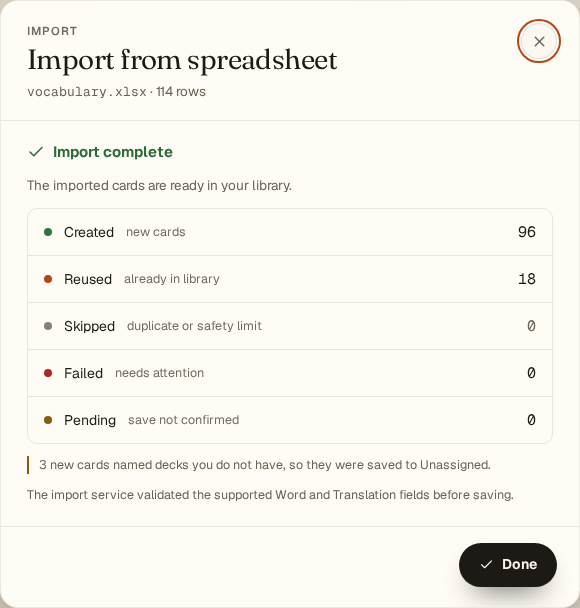 IMPORT
Import from spreadsheet
vocabulary.xlsx · 114 rows
Import complete
The imported cards are ready in your library.
Created new cards 96
Reused already in library 18
Skipped duplicate or safety limit 0
Failed needs attention 0
Pending save not confirmed 0
3 new cards named decks you do not have, so they were saved to Unassigned.
The import service validated the supported Word and Translation fields before saving.
Done